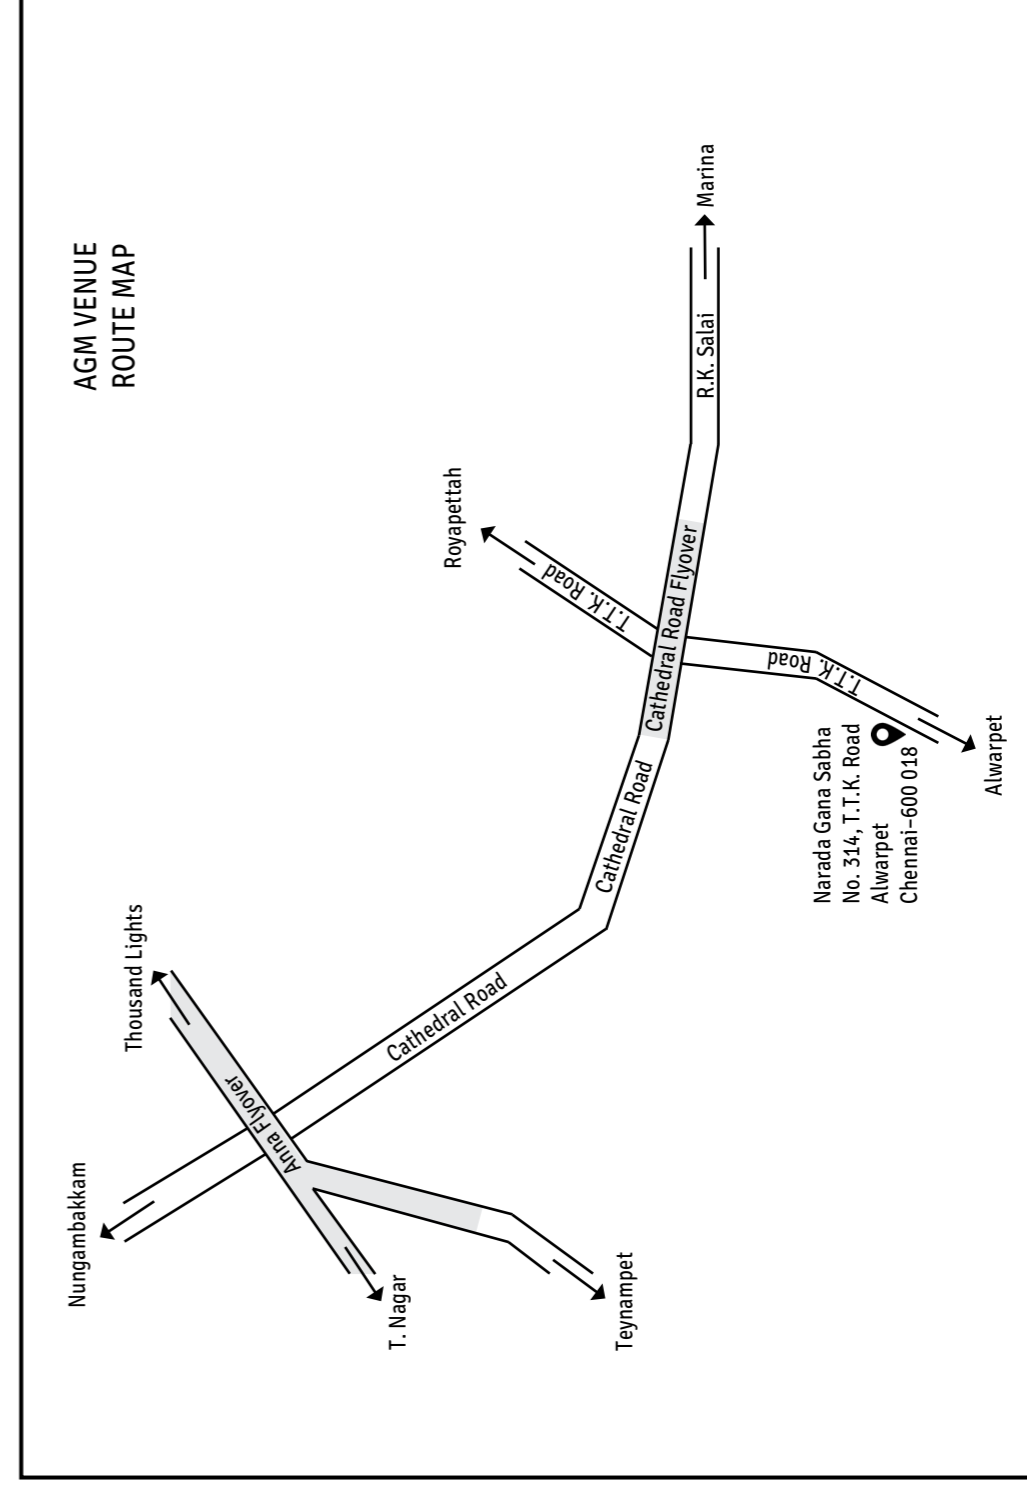 AGM VENUE
ROUTE MAP
Nungambakkam
Thousand Lights
Anna Flyover
T. Nagar
Teynampet
Cathedral Road
Cathedral Road
Cathedral Road Flyover
Royapettah
T.T.K. Road
R.K. Salai
Marina
T.T.K. Road
Narada Gana Sabha
No. 314, T.T.K. Road
Alwarpet
Chennai–600 018
Alwarpet